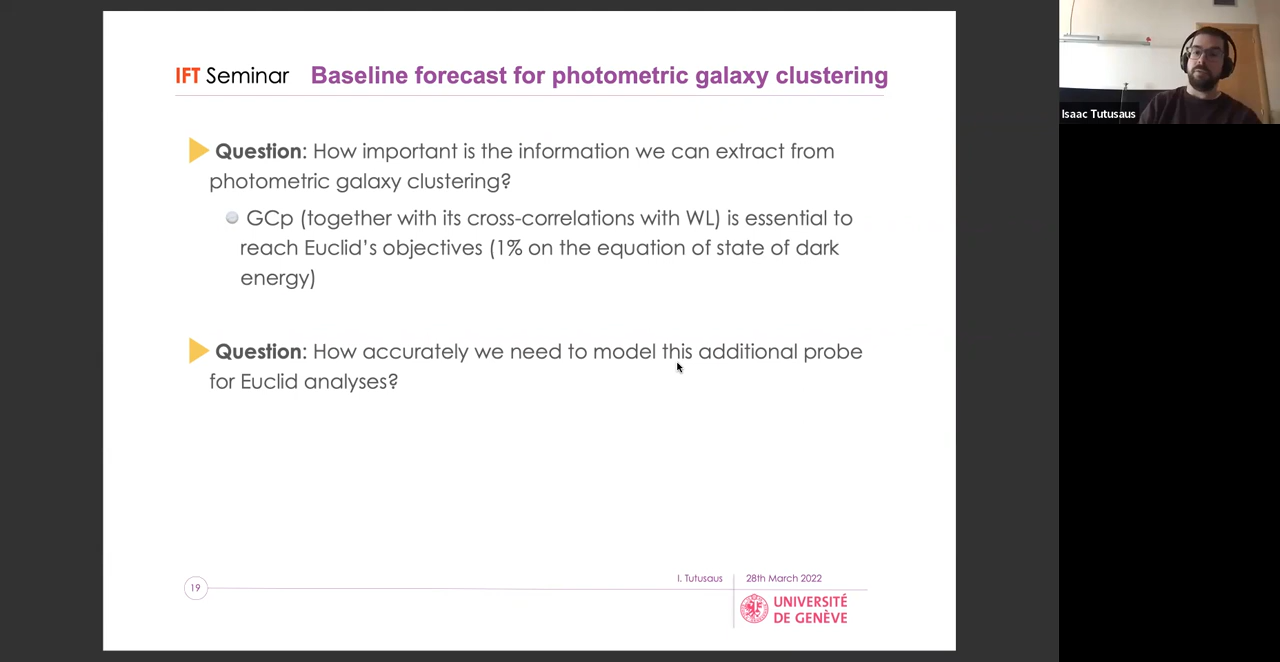 IFT Seminar Baseline forecast for photometric galaxy clustering
Question: How important is the information we can extract from
photometric galaxy clustering?
GCp (together with its cross-correlations with WL) is essential to
reach Euclid's objectives (1% on the equation of state of dark
energy)
Question: How accurately we need to model this additional probe
for Euclid analyses?
19
I. Tutusaus
28th March 2022
UNIVERSITÉ
DE GENÈVE
Isaac Tutusaus